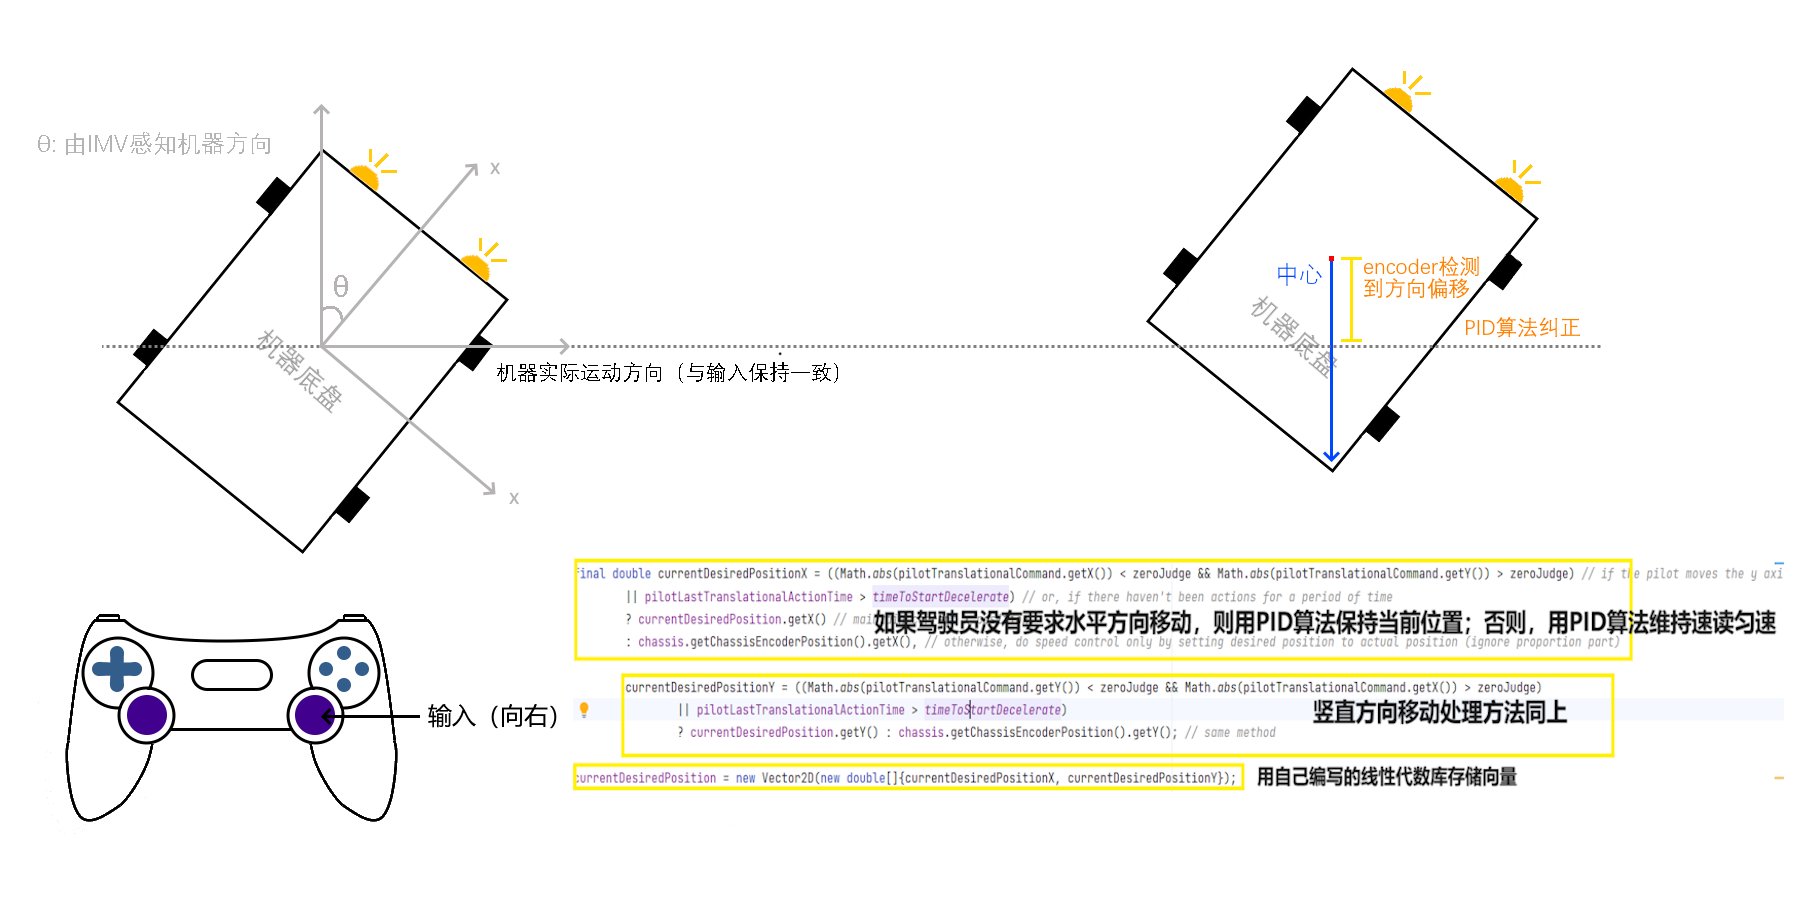 θ: 由IMV感知机器方向
x
θ
机器底盘
x
机器实际运动方向（与输入保持一致）
中心
encoder检测
到方向偏移
机器底盘
PID算法纠正
输入（向右）
final double currentDesiredPositionX = ((Math.abs(pilotTranslationalCommand.getX()) < zeroJudge && Math.abs(pilotTranslationalCommand.getY()) > zeroJudge) // if the pilot moves the y axi
|| pilotLastTranslationalActionTime > timeToStartDecelerate) // or, if there haven't been actions for a period of time
? currentDesiredPosition.getX() // mai
如果驾驶员没有要求水平方向移动，则用PID算法保持当前位置；否则，用PID算法维持速读匀速
: chassis.getChassisEncoderPosition().getX(), // otherwise, do speed control only by setting desired position to actual position (ignore proportion part)
currentDesiredPositionY = ((Math.abs(pilotTranslationalCommand.getY()) < zeroJudge && Math.abs(pilotTranslationalCommand.getX()) > zeroJudge)
|| pilotLastTranslationalActionTime > timeToStartDecelerate)
竖直方向移动处理方法同上
? currentDesiredPosition.getY() : chassis.getChassisEncoderPosition().getY(); // same method
currentDesiredPosition = new Vector2D(new double[]{currentDesiredPositionX, currentDesiredPositionY});
用自己编写的线性代数库存储向量